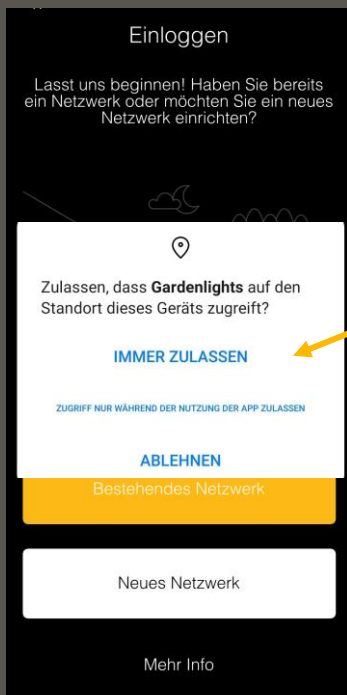 Einloggen
Lasst uns beginnen! Haben Sie bereits
ein Netzwerk oder möchten Sie ein neues
Netzwerk einrichten?
Zulassen, dass Gardenlights auf den
Standort dieses Geräts zugreift?
IMMER ZULASSEN
ZUGRIFF NUR WÄHREND DER NUTZUNG DER APP ZULASSEN
ABLEHNEN
Bestehendes Netzwerk
Neues Netzwerk
Mehr Info